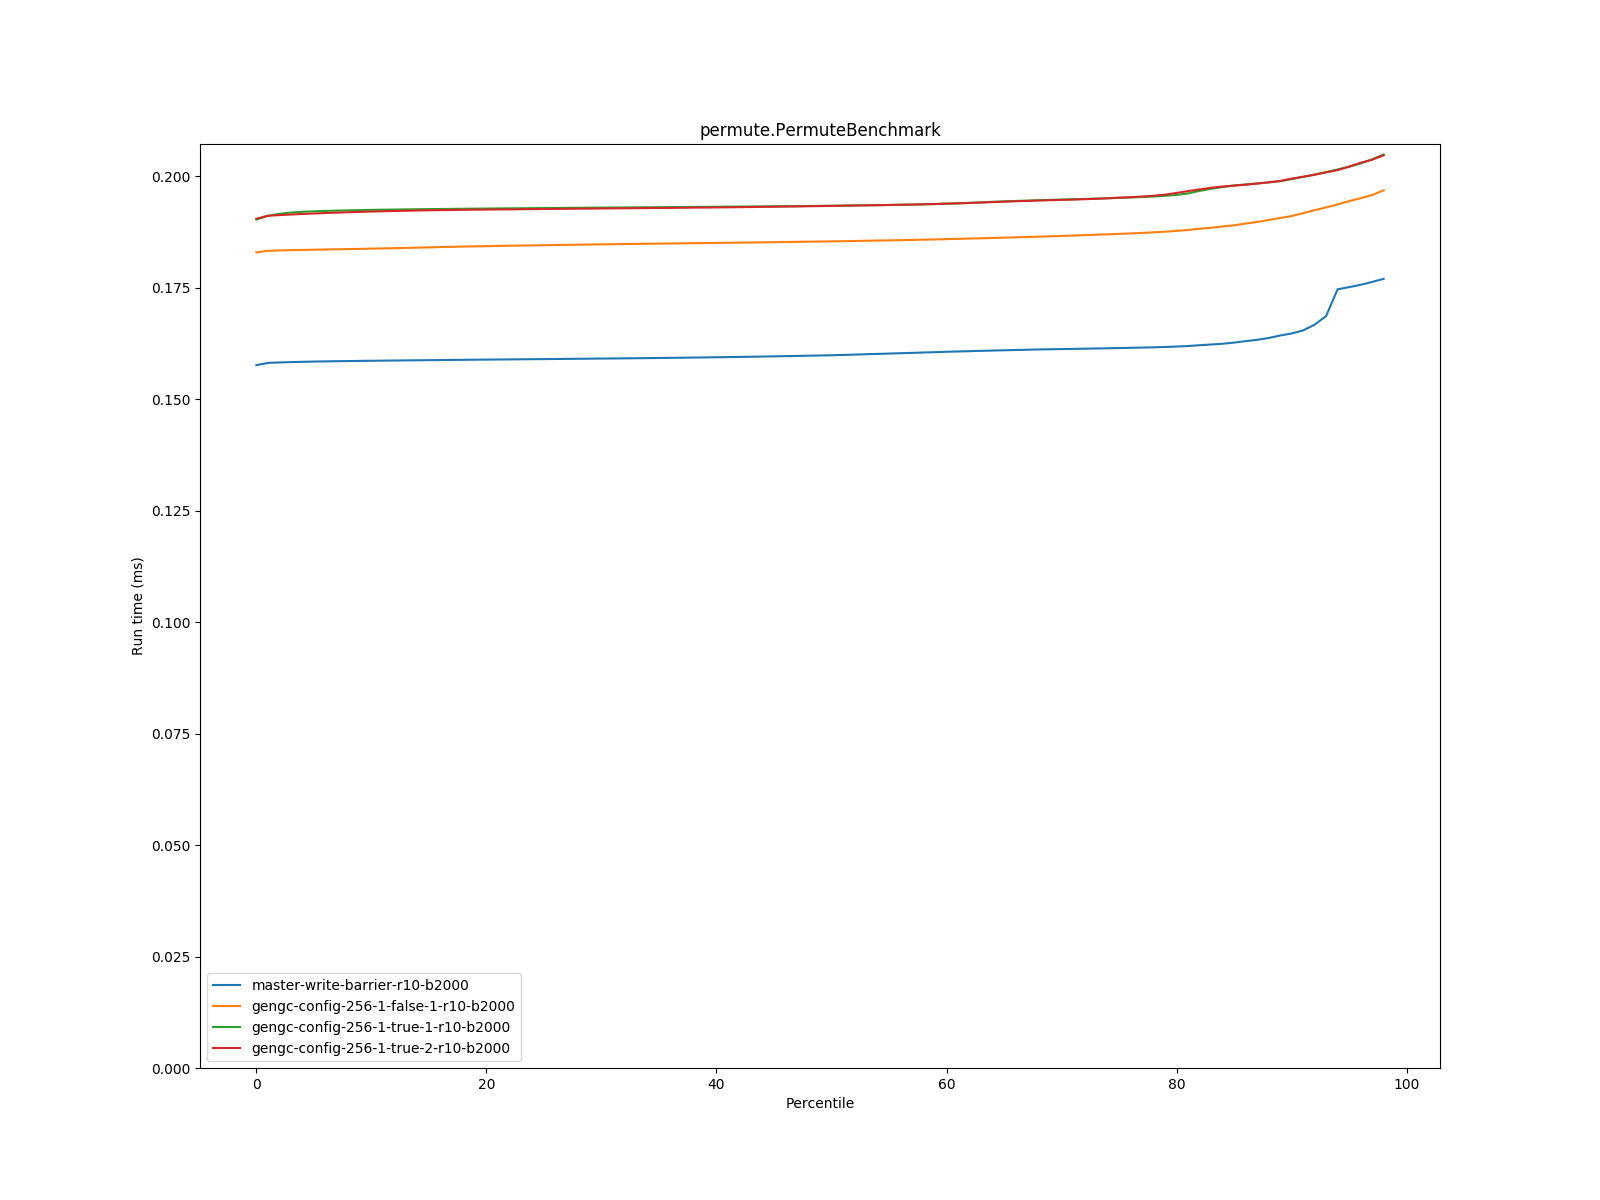 permute.PermuteBenchmark
0.200
0.175
0.150
0.125
0.100
0.075
0.050
0.025
0.000
Run time (ms)
master-write-barrier-r10-b2000
gengc-config-256-1-false-1-r10-b2000
gengc-config-256-1-true-1-r10-b2000
gengc-config-256-1-true-2-r10-b2000
0 20 40 60 80 100
Percentile